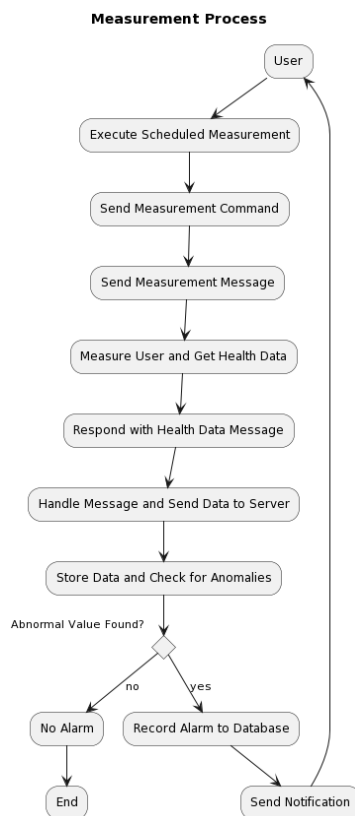 Measurement Process
User
Execute Scheduled Measurement
Send Measurement Command
Send Measurement Message
Measure User and Get Health Data
Respond with Health Data Message
Handle Message and Send Data to Server
Store Data and Check for Anomalies
Abnormal Value Found?
no
yes
No Alarm
Record Alarm to Database
End
Send Notification